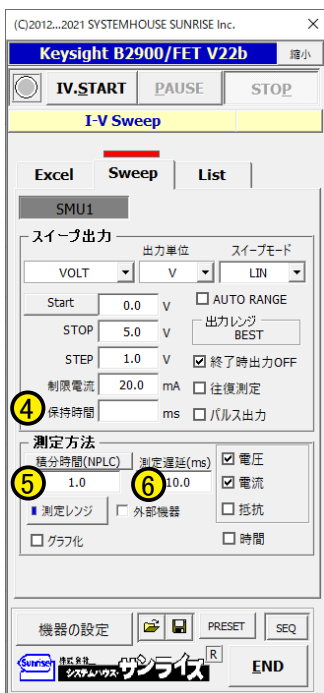 (C)2012...2021 SYSTEMHOUSE SUNRISE Inc. ×
Keysight B2900/FET V22b 縮小
IV.START PAUSE STOP
I-V Sweep
Excel Sweep List
SMU1
スイープ出力
出力単位 スイープモード
VOLT V LIN
Start 0.0 V AUTO RANGE
STOP 5.0 V 出力レンジ BEST
STEP 1.0 V 終了時出力OFF
制限電流 20.0 mA 往復測定
④ 保持時間 ms パルス出力
測定方法
積分時間(NPLC) 測定遅延(ms) 電圧
⑤ 1.0 ⑥ 10.0 電流
測定レンジ 外部機器 抵抗
グラフ化 時間
機器の設定 PRESET SEQ
Sunrise 株式会社 システムハウス サンライズ R END